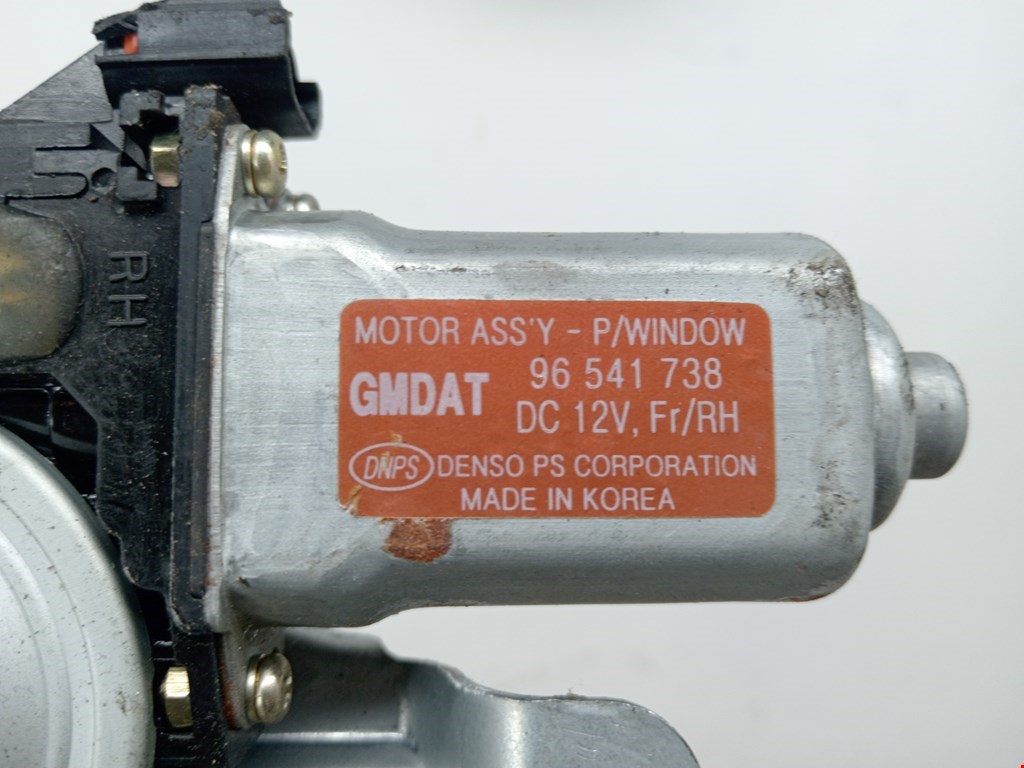 RH
MOTOR ASS'Y - P/WINDOW
GMDAT 96 541 738
DC 12V, Fr/RH
DNPS DENSO PS CORPORATION
MADE IN KOREA